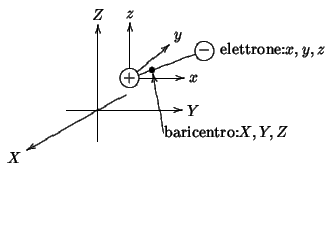 Z
z
y
− elettrone:x, y, z
+
x
Y
baricentro:X, Y, Z
X